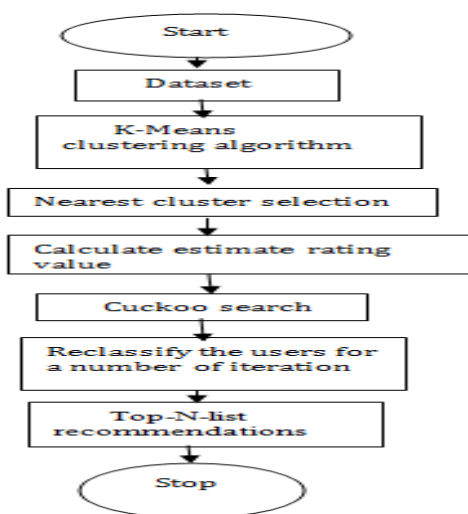 Start
Dataset
K-Means
clustering algorithm
Nearest cluster selection
Calculate estimate rating
value
Cuckoo search
Reclassify the users for
a number of iteration
Top-N-list
recommendations
Stop